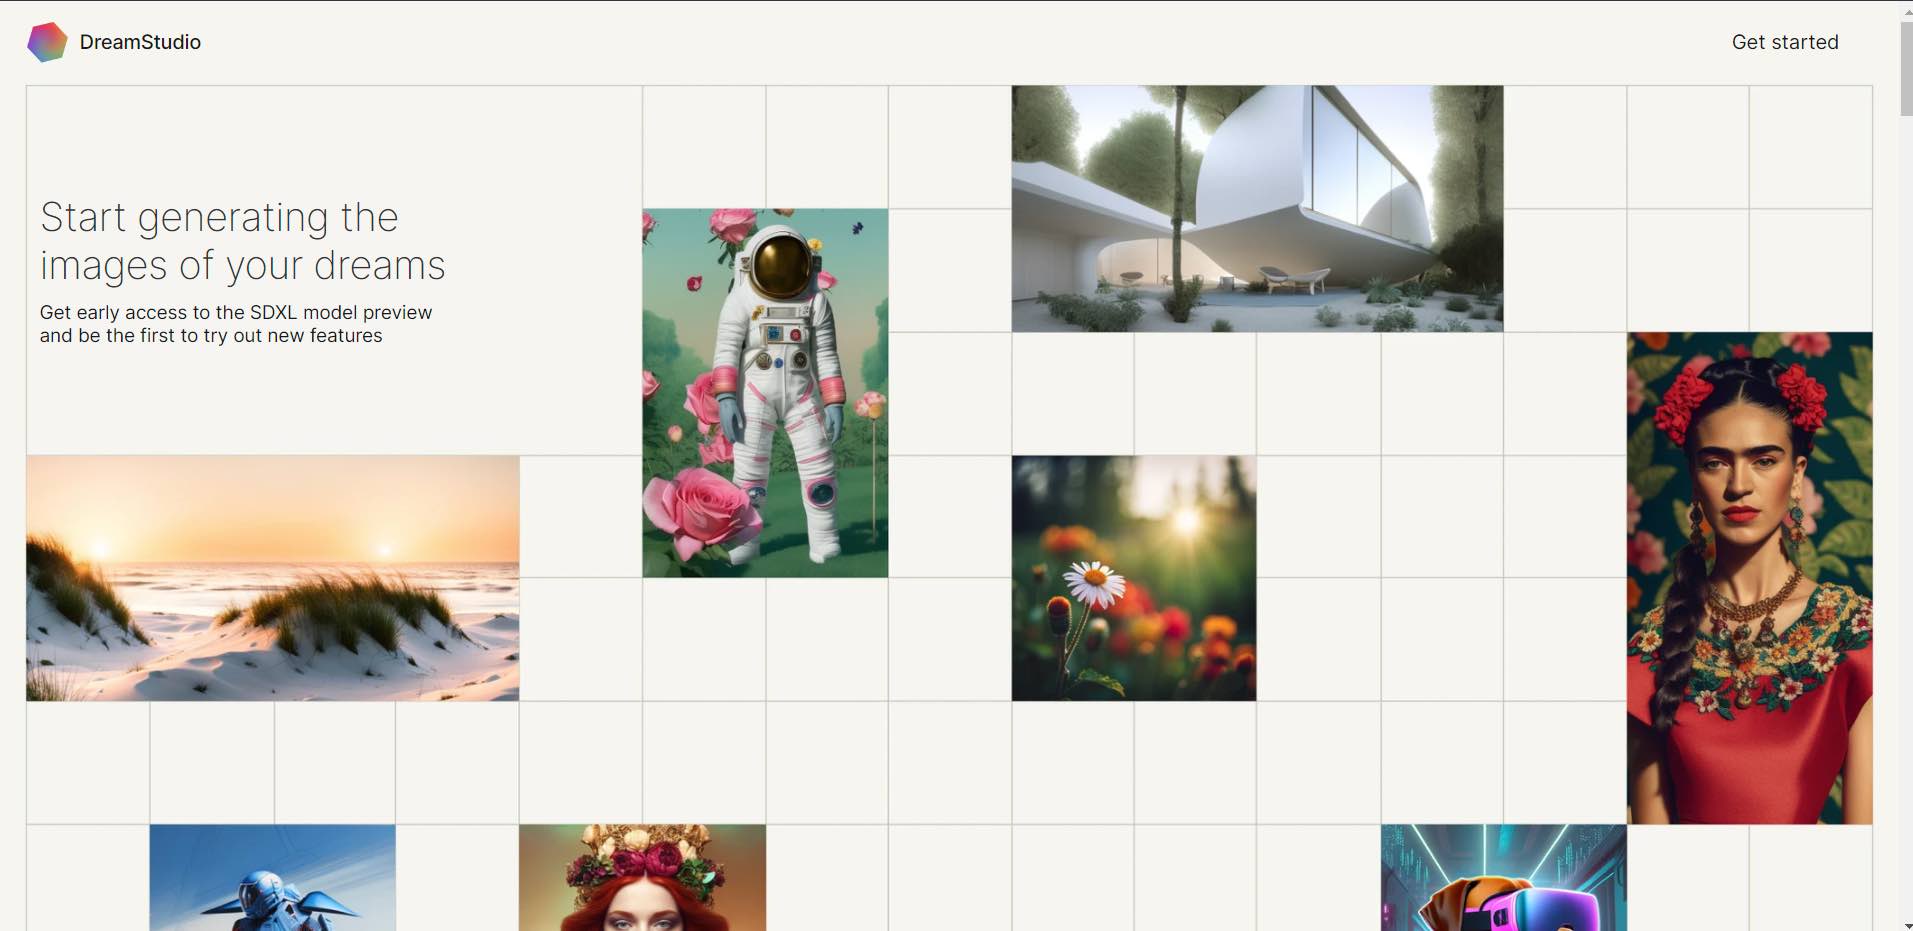 DreamStudio
Get started
Start generating the
images of your dreams
Get early access to the SDXL model preview
and be the first to try out new features